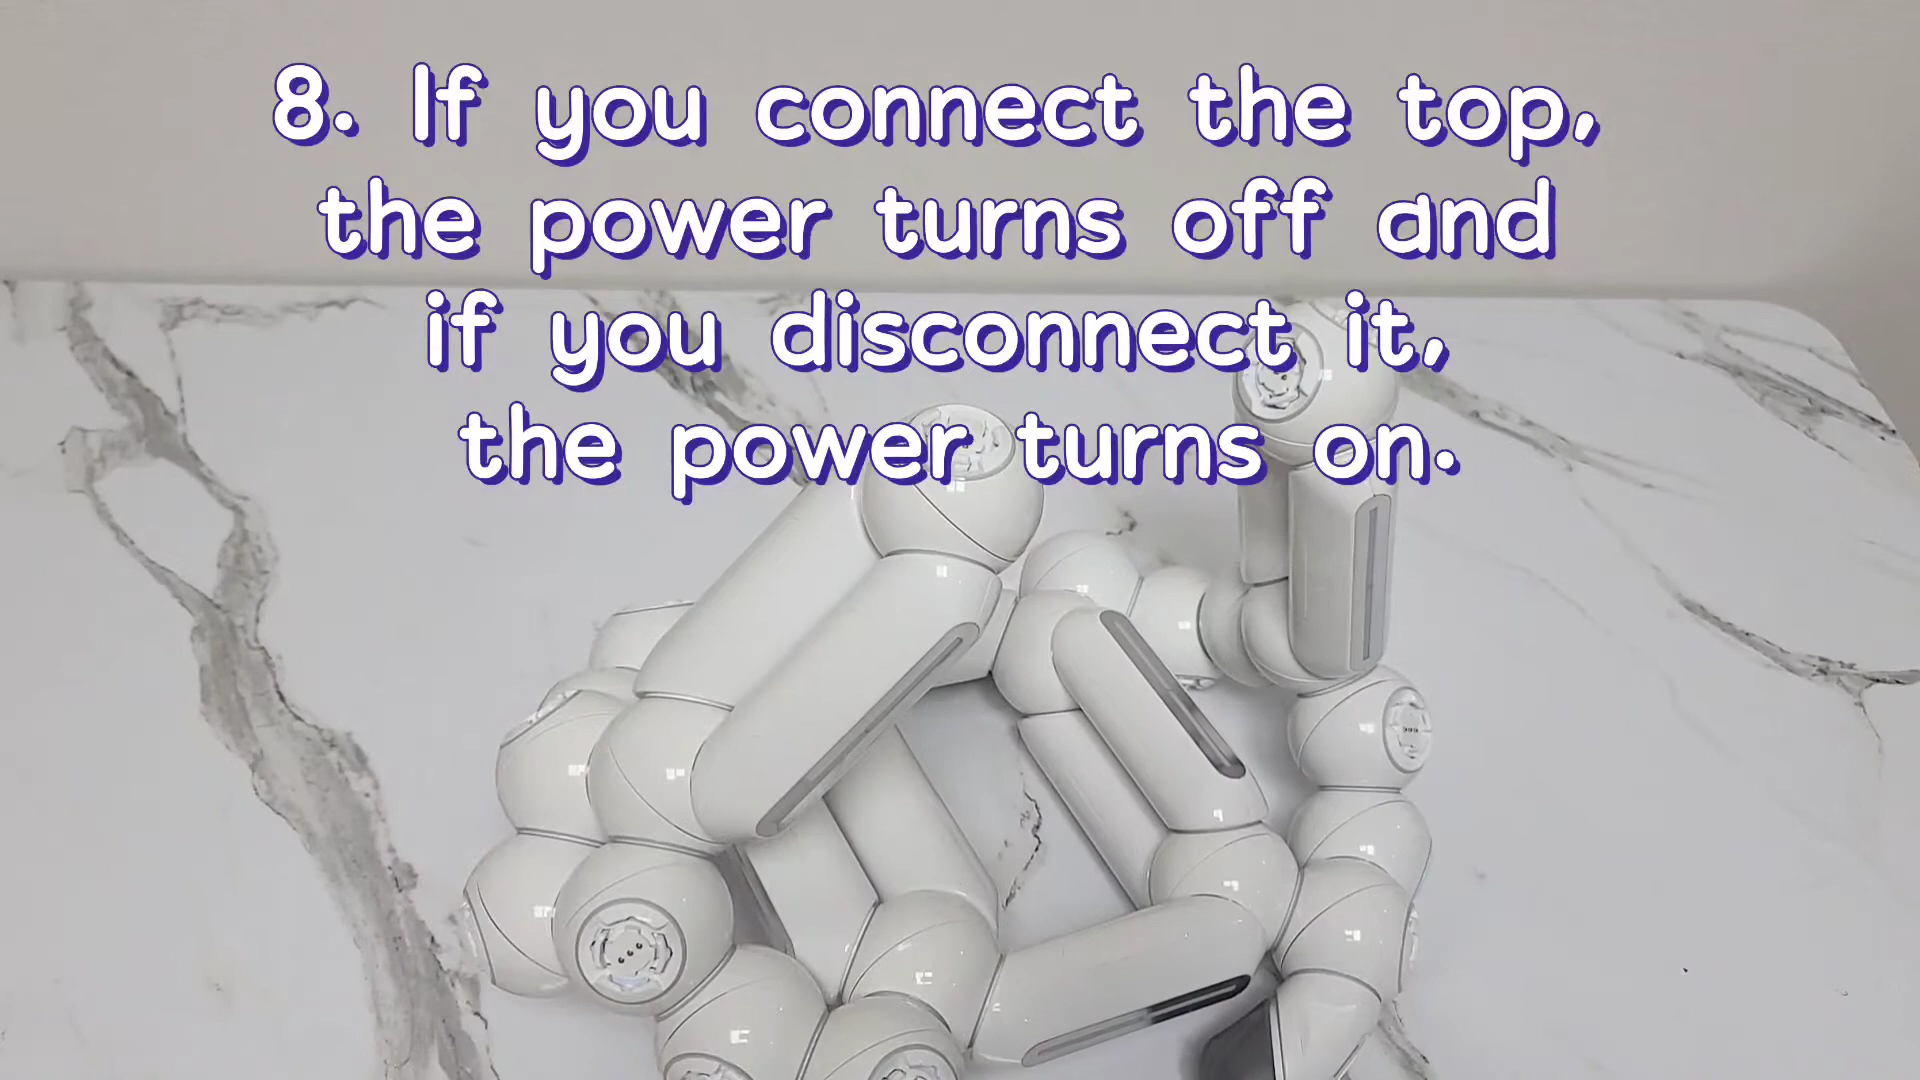 8. If you connect the top,
the power turns off and
if you disconnect it,
the power turns on.